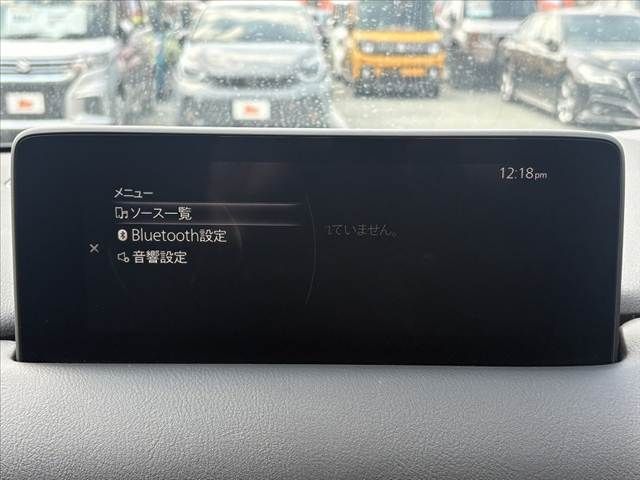 12:18pm
メニュー
ソース一覧
Bluetooth設定
音響設定
ていません。